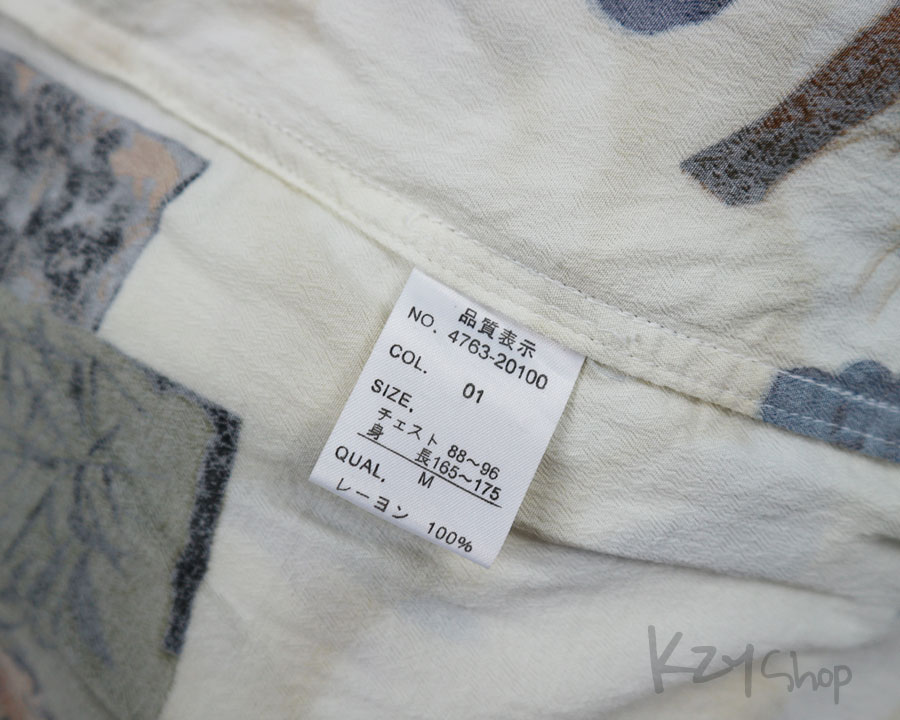 品質表示
NO. 4763-20100
COL. 01
SIZE.
チェスト 88～96
身長165～175
M
QUAL.
レーヨン 100%
KZY Shop